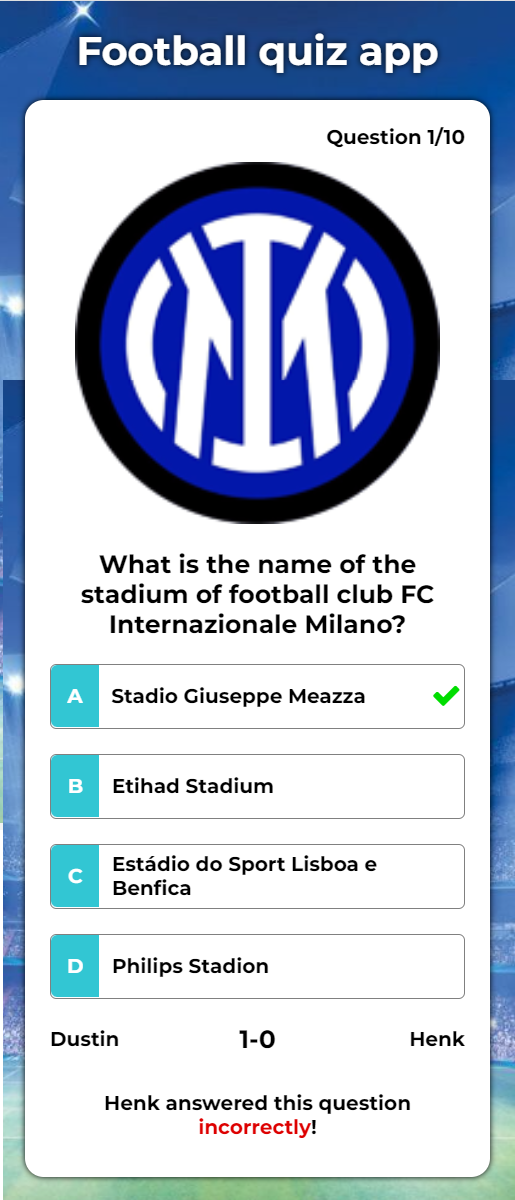 Football quiz app
Question 1/10
IM
What is the name of the
stadium of football club FC
Internazionale Milano?
A Stadio Giuseppe Meazza
B Etihad Stadium
C Estádio do Sport Lisboa e
Benfica
D Philips Stadion
Dustin 1-0 Henk
Henk answered this question
incorrectly!